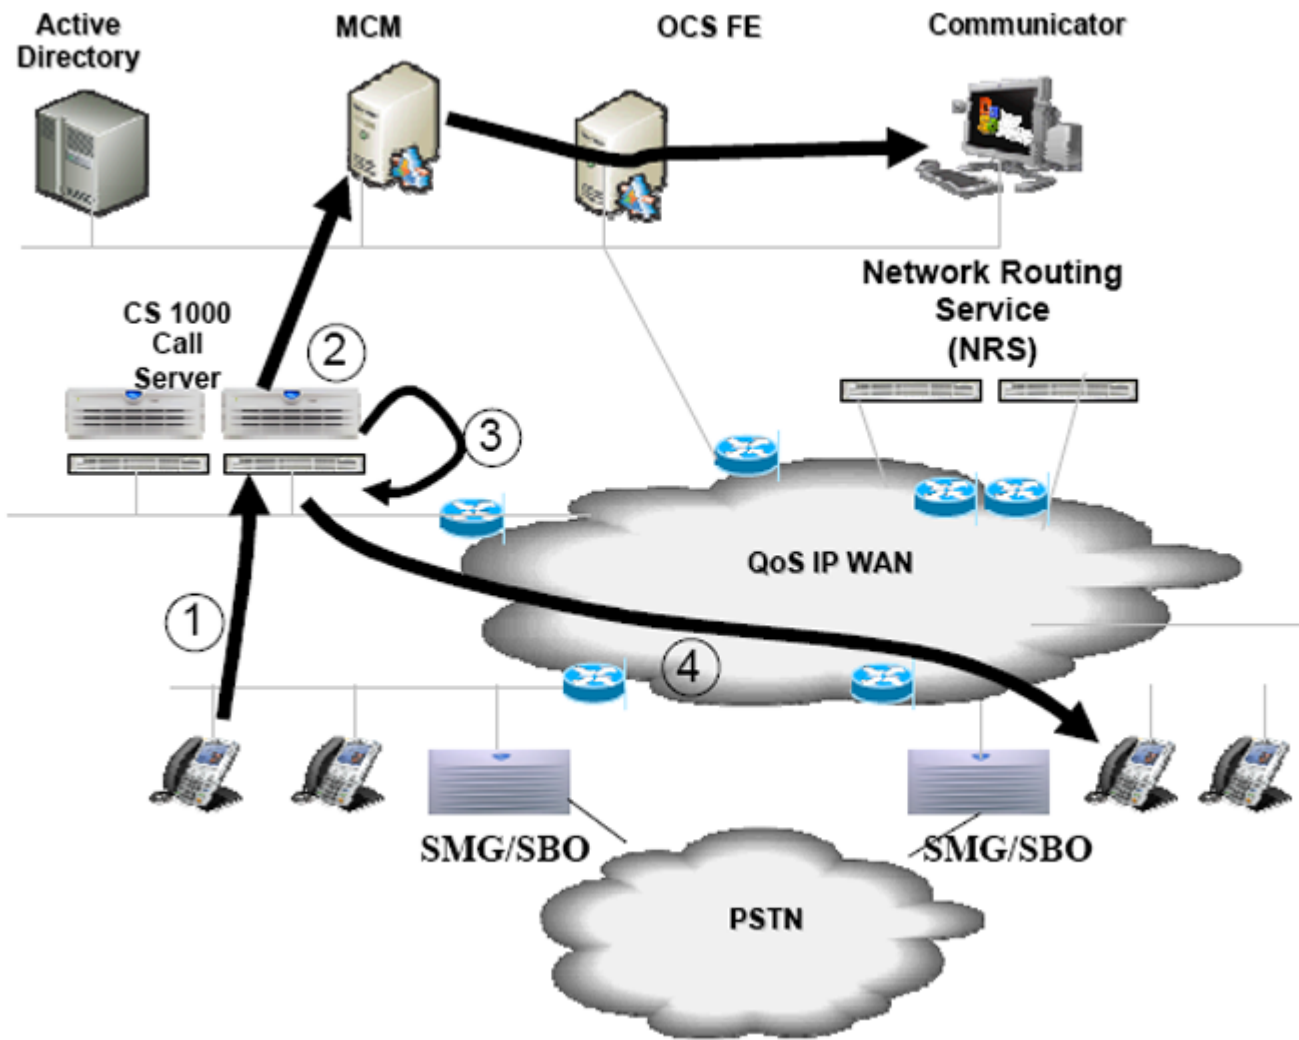 Active
Directory
MCM
OCS FE
Communicator
Network Routing
Service
(NRS)
CS 1000
Call
Server
2
3
QoS IP WAN
1
4
SMG/SBO
SMG/SBO
PSTN